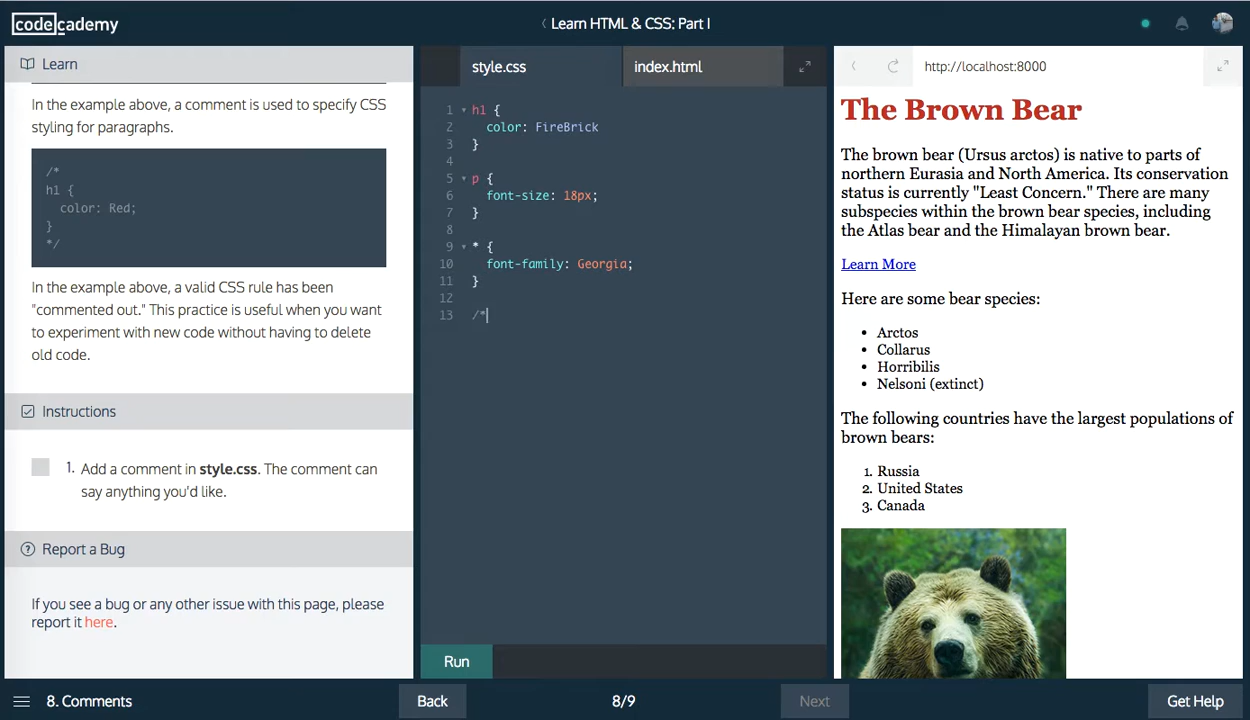 codecademy
Learn HTML & CSS: Part I
Learn
In the example above, a comment is used to specify CSS
styling for paragraphs.
/*
h1 {
  color: Red;
}
*/
In the example above, a valid CSS rule has been
"commented out." This practice is useful when you want
to experiment with new code without having to delete
old code.
Instructions
1. Add a comment in style.css. The comment can
say anything you'd like.
Report a Bug
If you see a bug or any other issue with this page, please
report it here.
style.css
index.html
1 h1 {
2   color: FireBrick
3 }
4
5 p {
6   font-size: 18px;
7 }
8
9 * {
10   font-family: Georgia;
11 }
12
13 /*
Run
http://localhost:8000
The Brown Bear
The brown bear (Ursus arctos) is native to parts of
northern Eurasia and North America. Its conservation
status is currently "Least Concern." There are many
subspecies within the brown bear species, including
the Atlas bear and the Himalayan brown bear.
Learn More
Here are some bear species:
• Arctos
• Collarus
• Horribilis
• Nelsoni (extinct)
The following countries have the largest populations of
brown bears:
1. Russia
2. United States
3. Canada
8. Comments
Back
8/9
Next
Get Help